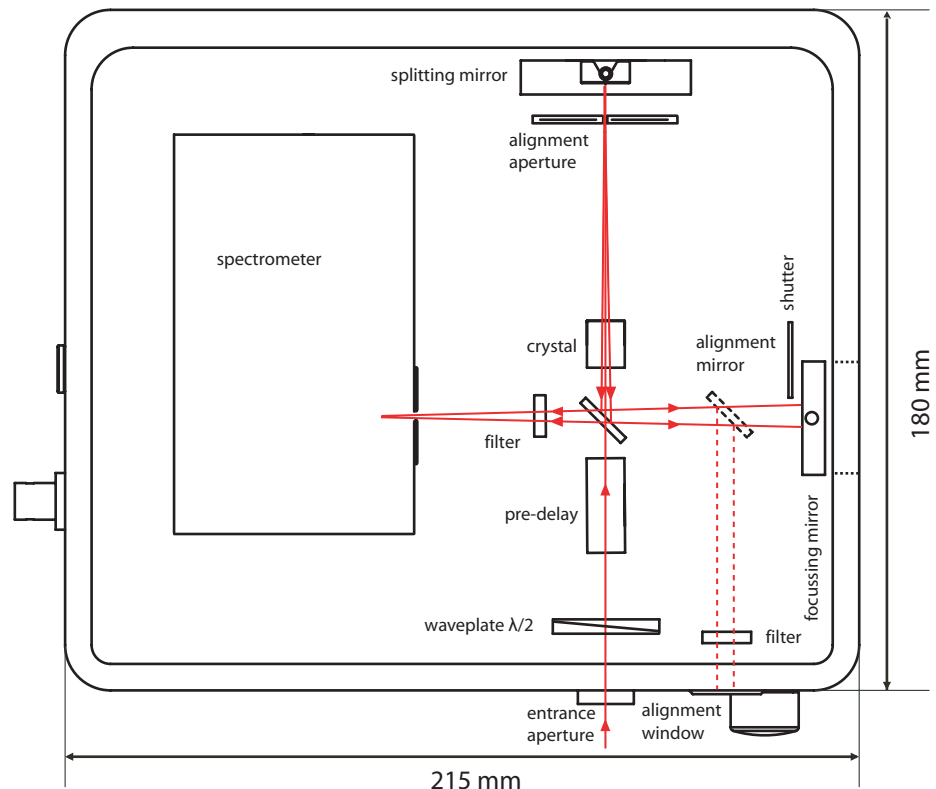 splitting mirror
alignment
aperture
spectrometer
shutter
crystal
alignment
mirror
180 mm
filter
pre-delay
focussing mirror
waveplate λ/2
filter
entrance
aperture
alignment
window
215 mm